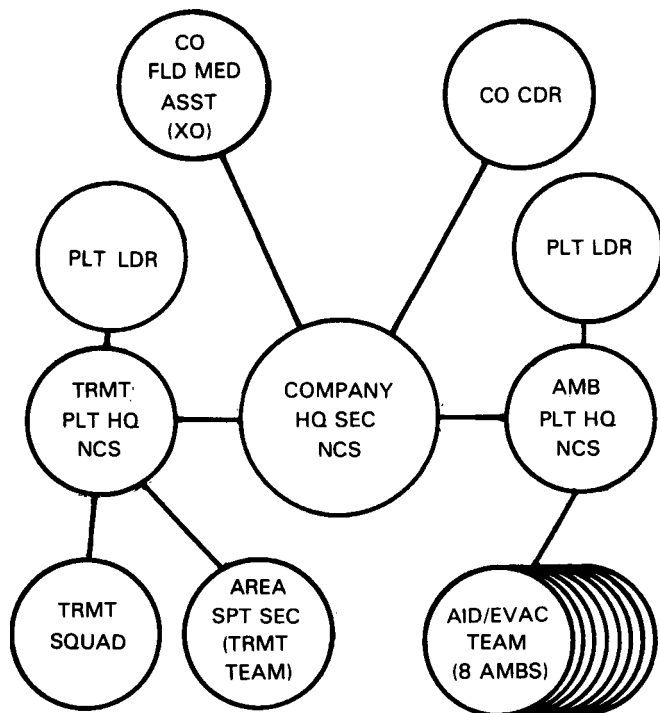 CO
FLD MED
ASST
(XO)
CO CDR
PLT LDR
PLT LDR
TRMT
PLT HQ
NCS
COMPANY
HQ SEC
NCS
AMB
PLT HQ
NCS
TRMT
SQUAD
AREA
SPT SEC
(TRMT
TEAM)
AID/EVAC
TEAM
(8 AMBS)